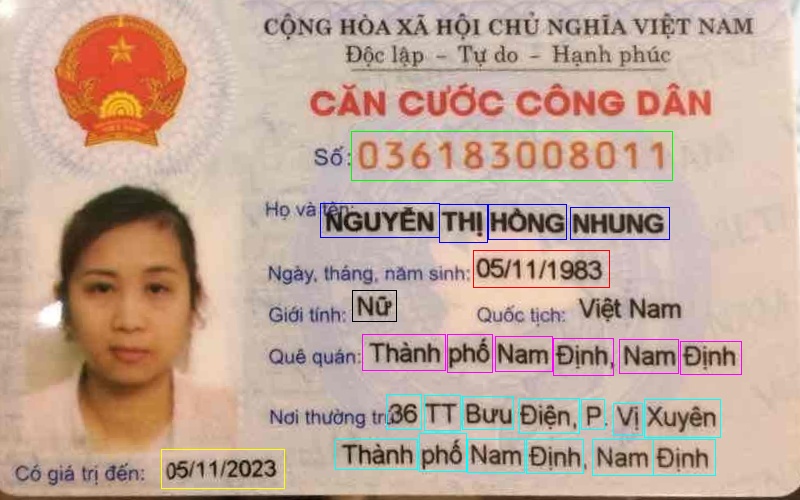 CỘNG HÒA XÃ HỘI CHỦ NGHĨA VIỆT NAM
Độc lập - Tự do - Hạnh phúc
CĂN CƯỚC CÔNG DÂN
Số: 036183008011
Họ và tên: NGUYỄN THỊ HỒNG NHUNG
Ngày, tháng, năm sinh: 05/11/1983
Giới tính: Nữ Quốc tịch: Việt Nam
Quê quán: Thành phố Nam Định, Nam Định
Nơi thường trú: 36 TT Bưu Điện, P. Vị Xuyên
Thành phố Nam Định, Nam Định
Có giá trị đến: 05/11/2023